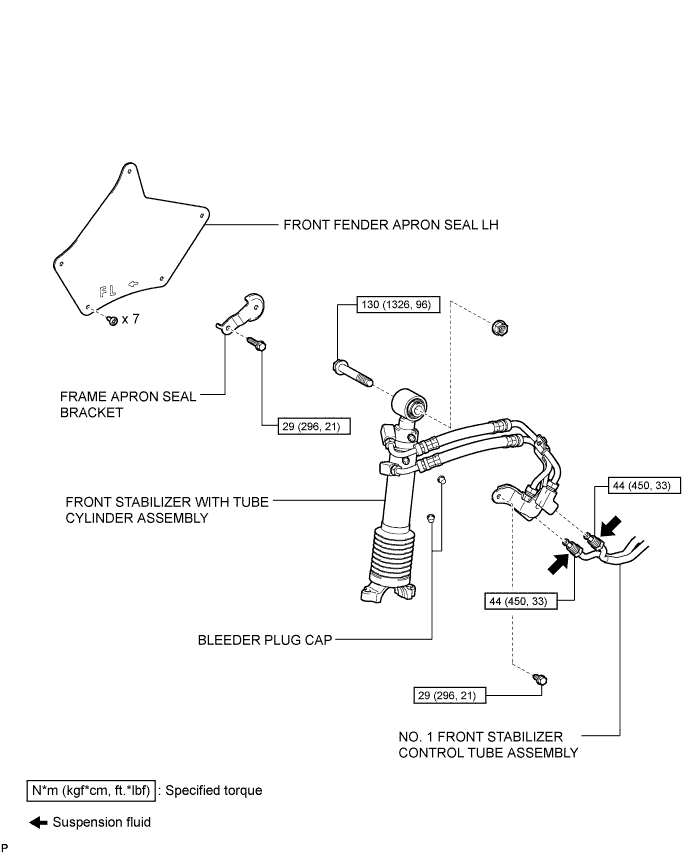 FRONT FENDER APRON SEAL LH
FL
x 7
130 (1326, 96)
FRAME APRON SEAL
BRACKET
29 (296, 21)
44 (450, 33)
FRONT STABILIZER WITH TUBE
CYLINDER ASSEMBLY
44 (450, 33)
BLEEDER PLUG CAP
29 (296, 21)
NO. 1 FRONT STABILIZER
CONTROL TUBE ASSEMBLY
N*m (kgf*cm, ft.*lbf) : Specified torque
Suspension fluid
P